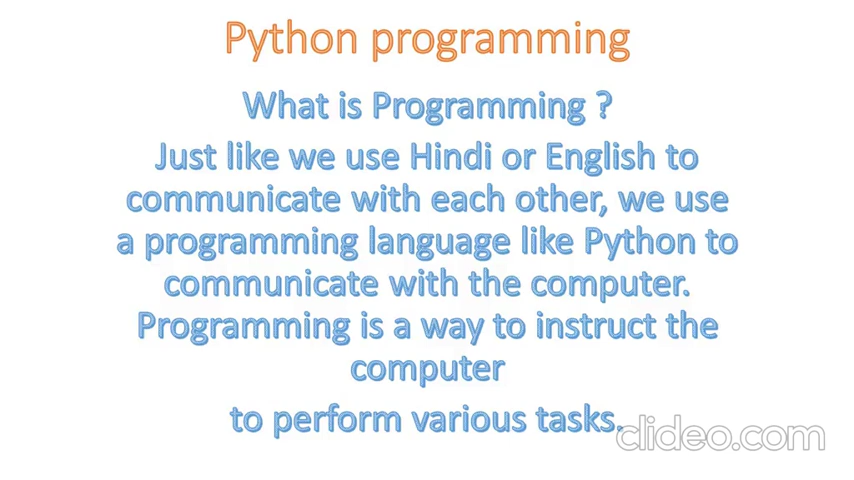 Python programming
What is Programming ?
Just like we use Hindi or English to
communicate with each other, we use
a programming language like Python to
communicate with the computer.
Programming is a way to instruct the
computer
to perform various tasks.
clideo.com